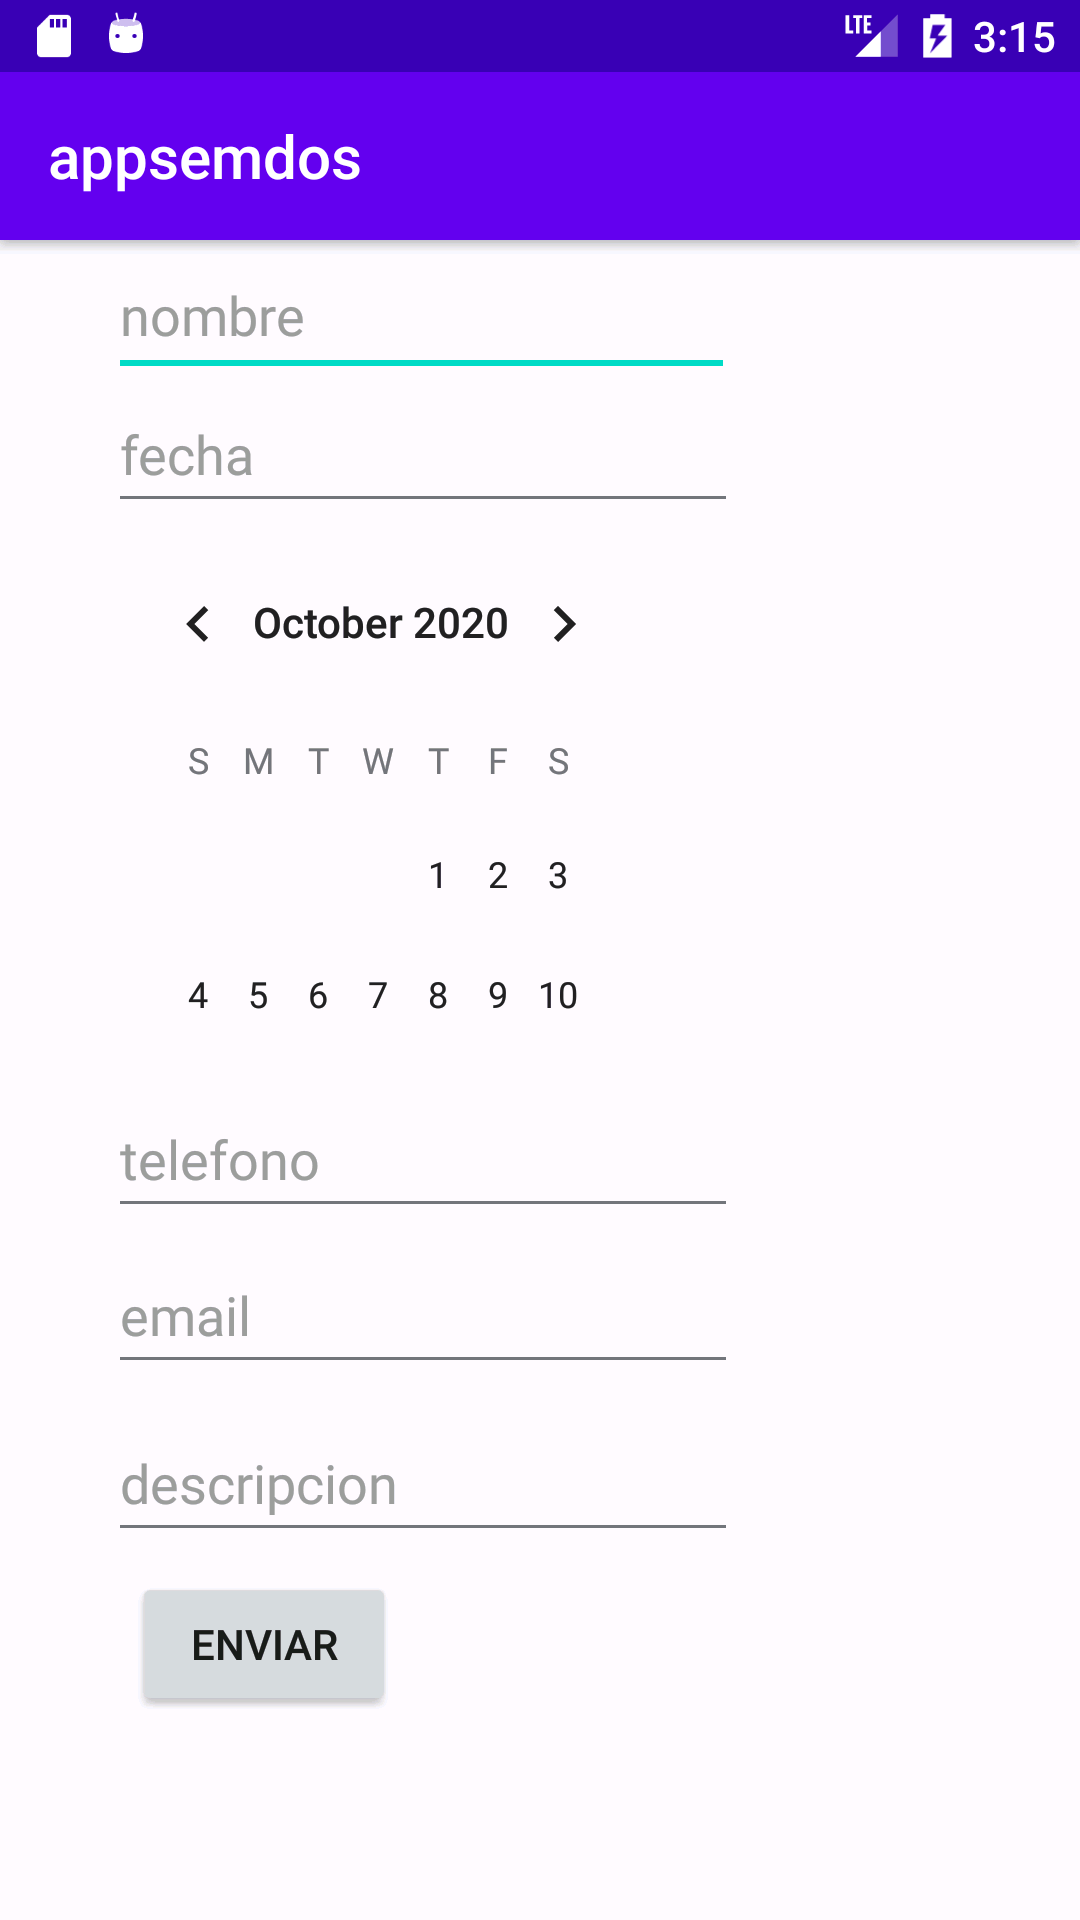 LTE 3:15
appsemdos
nombre
fecha
October 2020
S M T W T F S
1 2 3
4 5 6 7 8 9 10
telefono
email
descripcion
ENVIAR